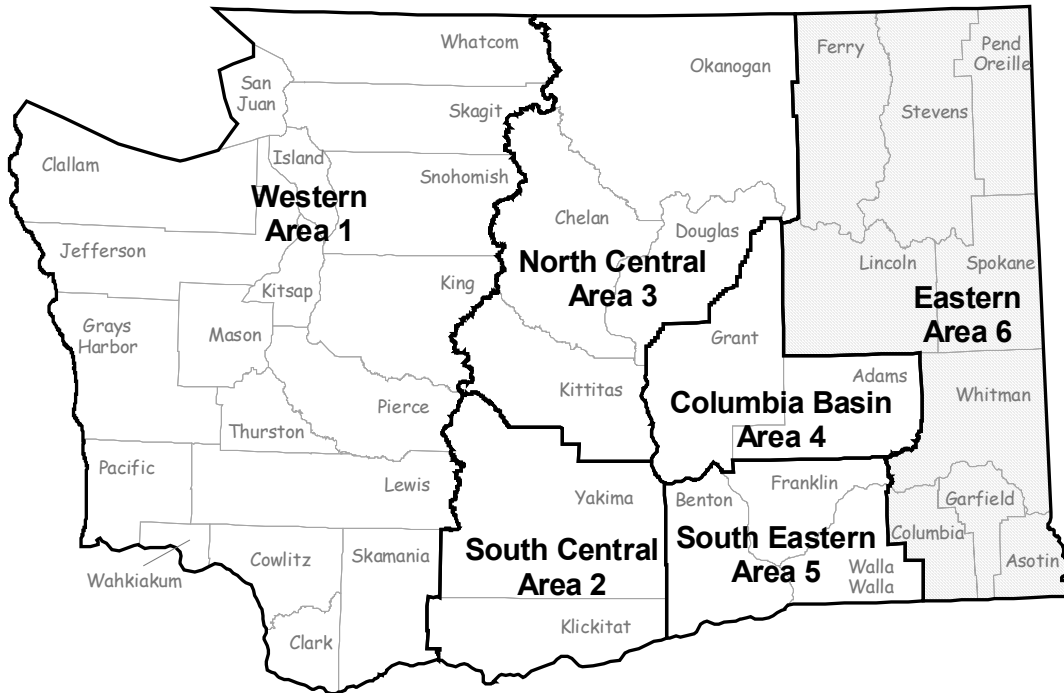 Whatcom
Okanogan
Ferry
Pend
Oreille
San
Juan
Skagit
Stevens
Clallam
Island
Snohomish
Western
Area 1
Chelan
Douglas
Jefferson
Kitsap
King
North Central
Area 3
Lincoln
Spokane
Eastern
Area 6
Grays
Harbor
Mason
Grant
Pierce
Kittitas
Adams
Columbia Basin
Area 4
Whitman
Thurston
Pacific
Lewis
Yakima
Benton
Franklin
Garfield
Columbia
Wahkiakum
Cowlitz
Skamania
South Central
Area 2
South Eastern
Area 5
Walla
Walla
Asotin
Clark
Klickitat